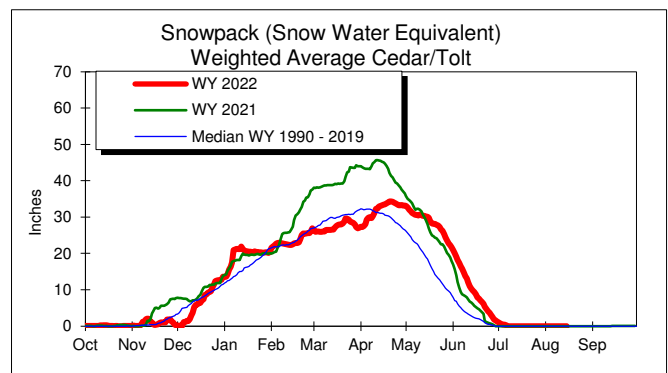 Snowpack (Snow Water Equivalent)
Weighted Average Cedar/Tolt
70
60
50
40
30
20
10
0
Inches
WY 2022
WY 2021
Median WY 1990 - 2019
Oct Nov Dec Jan Feb Mar Apr May Jun Jul Aug Sep